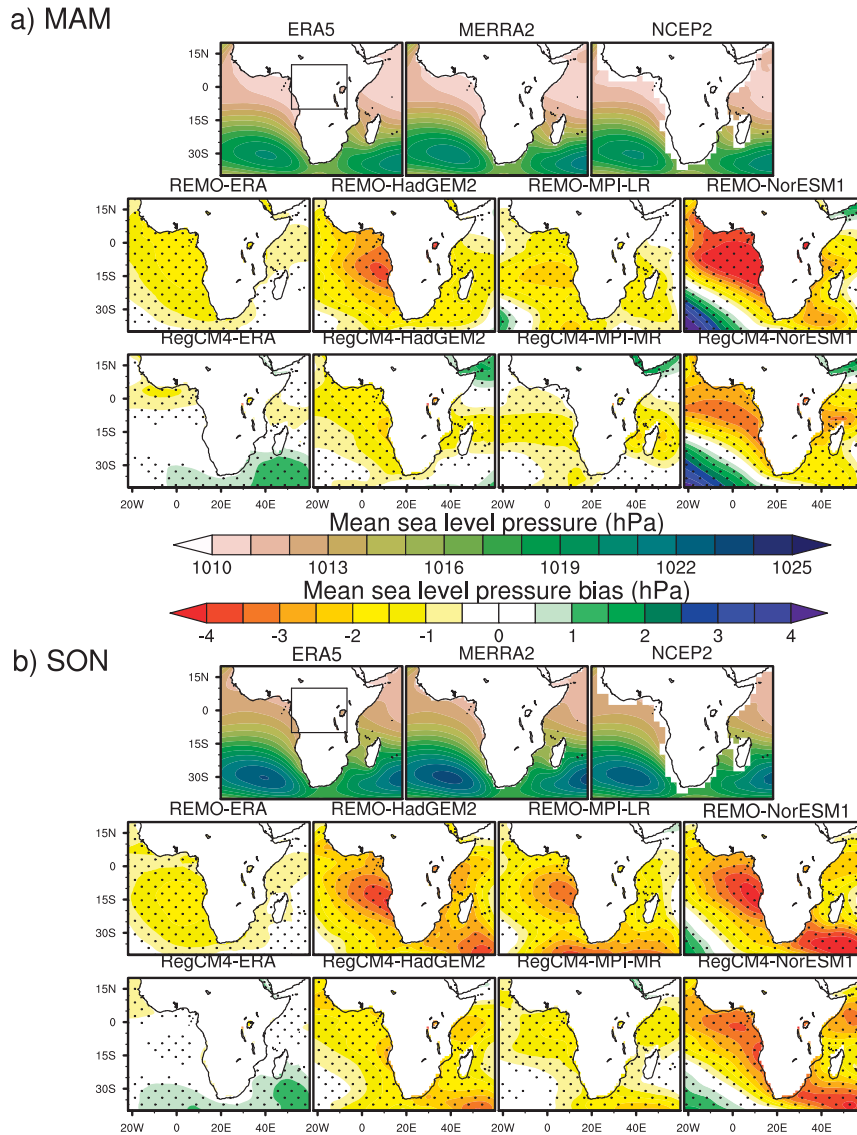 a) MAM
ERA5 MERRA2 NCEP2
15N
0
15S
30S
REMO-ERA REMO-HadGEM2 REMO-MPI-LR REMO-NorESM1
15N
0
15S
30S
RegCM4-ERA RegCM4-HadGEM2 RegCM4-MPI-MR RegCM4-NorESM1
15N
0
15S
30S
20W 0 20E 40E 20W 0 20E 40E 20W 0 20E 40E 20W 0 20E 40E
Mean sea level pressure (hPa)
1010 1013 1016 1019 1022 1025
Mean sea level pressure bias (hPa)
-4 -3 -2 -1 0 1 2 3 4
b) SON
ERA5 MERRA2 NCEP2
15N
0
15S
30S
REMO-ERA REMO-HadGEM2 REMO-MPI-LR REMO-NorESM1
15N
0
15S
30S
RegCM4-ERA RegCM4-HadGEM2 RegCM4-MPI-MR RegCM4-NorESM1
15N
0
15S
30S
20W 0 20E 40E 20W 0 20E 40E 20W 0 20E 40E 20W 0 20E 40E